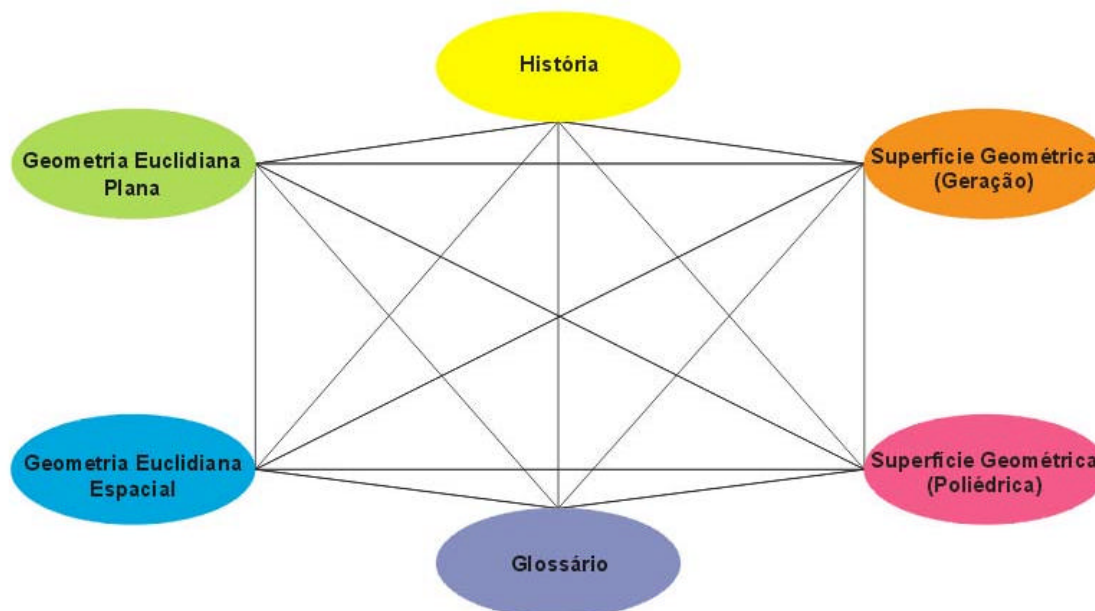 História
Geometria Euclidiana
Plana
Superfície Geométrica
(Geração)
Geometria Euclidiana
Espacial
Superfície Geométrica
(Poliédrica)
Glossário